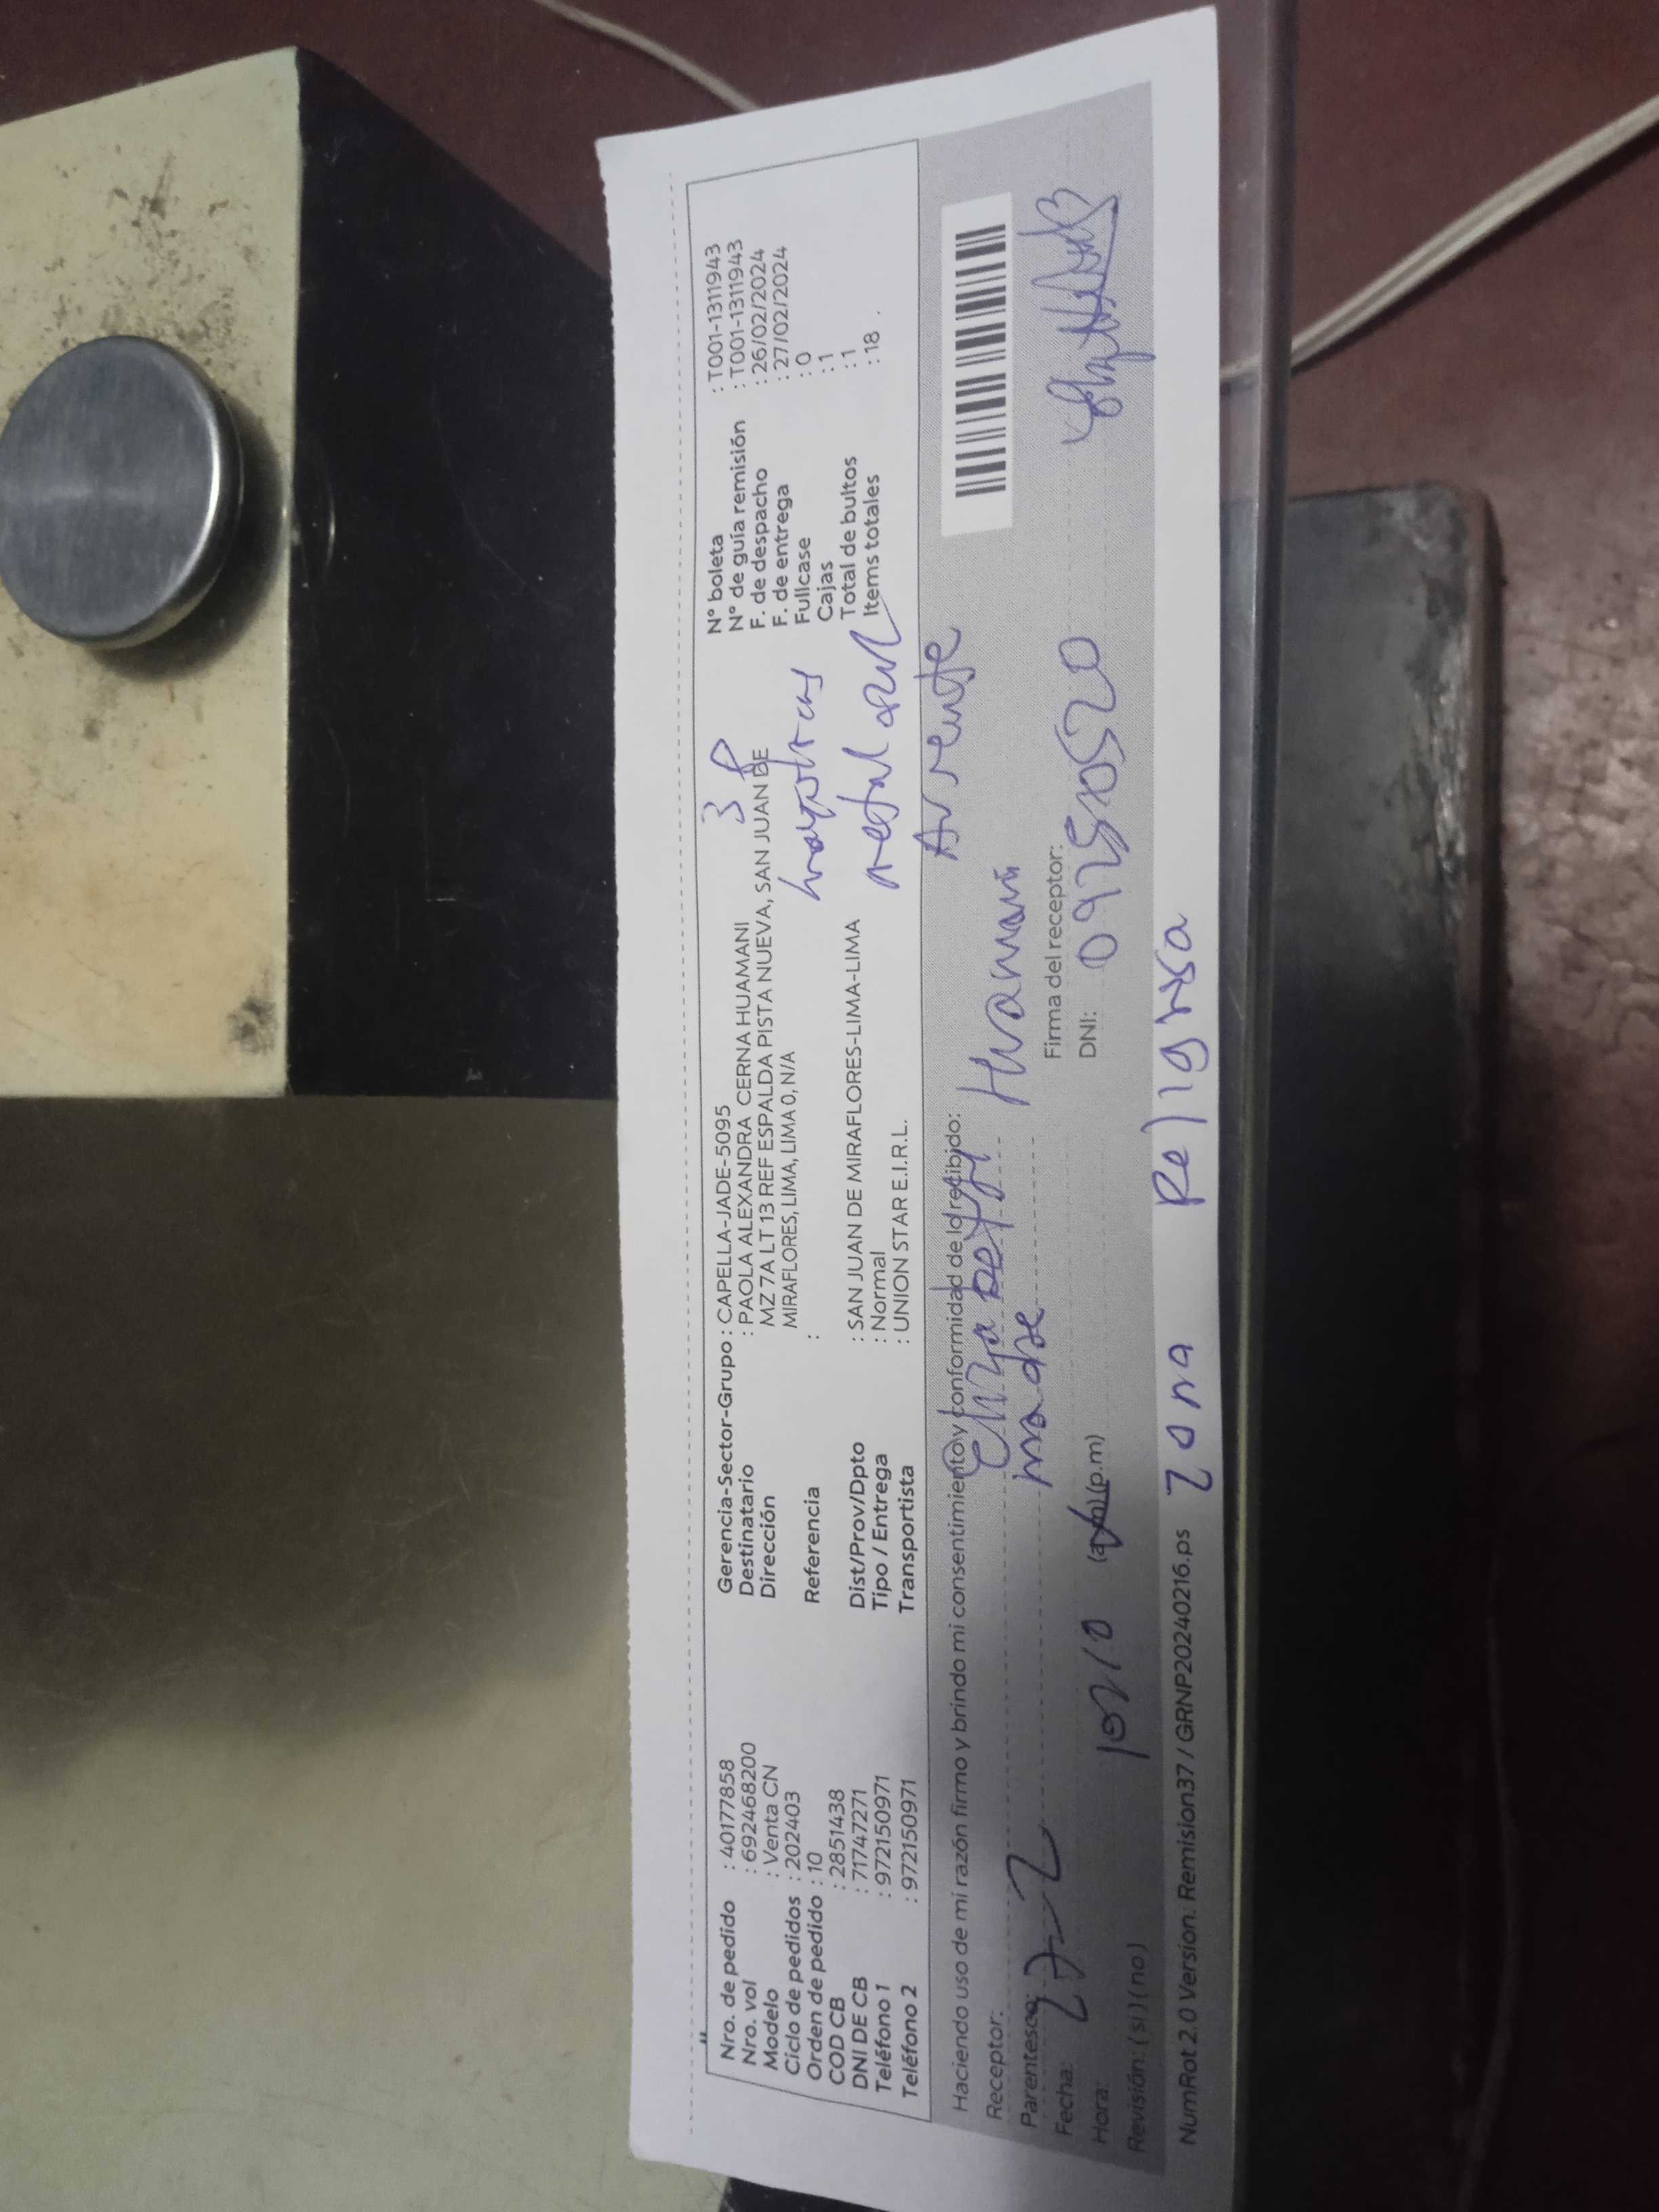 Nro. de pedido : 40177858
Nro. vol : 692468200
Modelo : Venta CN
Ciclo de pedidos : 202403
Orden de pedido : 10
COD CB : 2851438
DNI DE CB : 71747271
Teléfono 1 : 972150971
Teléfono 2 : 972150971
Gerencia-Sector-Grupo : CAPELLA-JADE-5095
Destinatario : PAOLA ALEXANDRA CERNA HUAMANI
Dirección MZ 7A LT 13 REF ESPALDA PISTA NUEVA, SAN JUAN DE
MIRAFLORES, LIMA, LIMA 0, N/A
Referencia :
Dist/Prov/Dpto : SAN JUAN DE MIRAFLORES-LIMA-LIMA
Tipo / Entrega : Normal
Transportista : UNION STAR E.I.R.L.
3 P
metal azul
N° boleta : T001-1311943
N° de guía remisión : T001-1311943
F. de despacho : 26/02/2024
F. de entrega : 27/02/2024
Fullcase : 0
Cajas : 1
Total de bultos : 1
Items totales : 18
Haciendo uso de mi razón firmo y brindo mi consentimiento y conformidad de lo recibido:
Receptor: Huamani
Parentesco: madre
Fecha: 27-2
Firma del receptor:
Hora: 10:10 (a.m)(p.m)
DNI: 09250520
Revisión: (si)(no)
NumRot 2.0 Version: Remision37 / GRNP20240216.ps zona Peligrosa